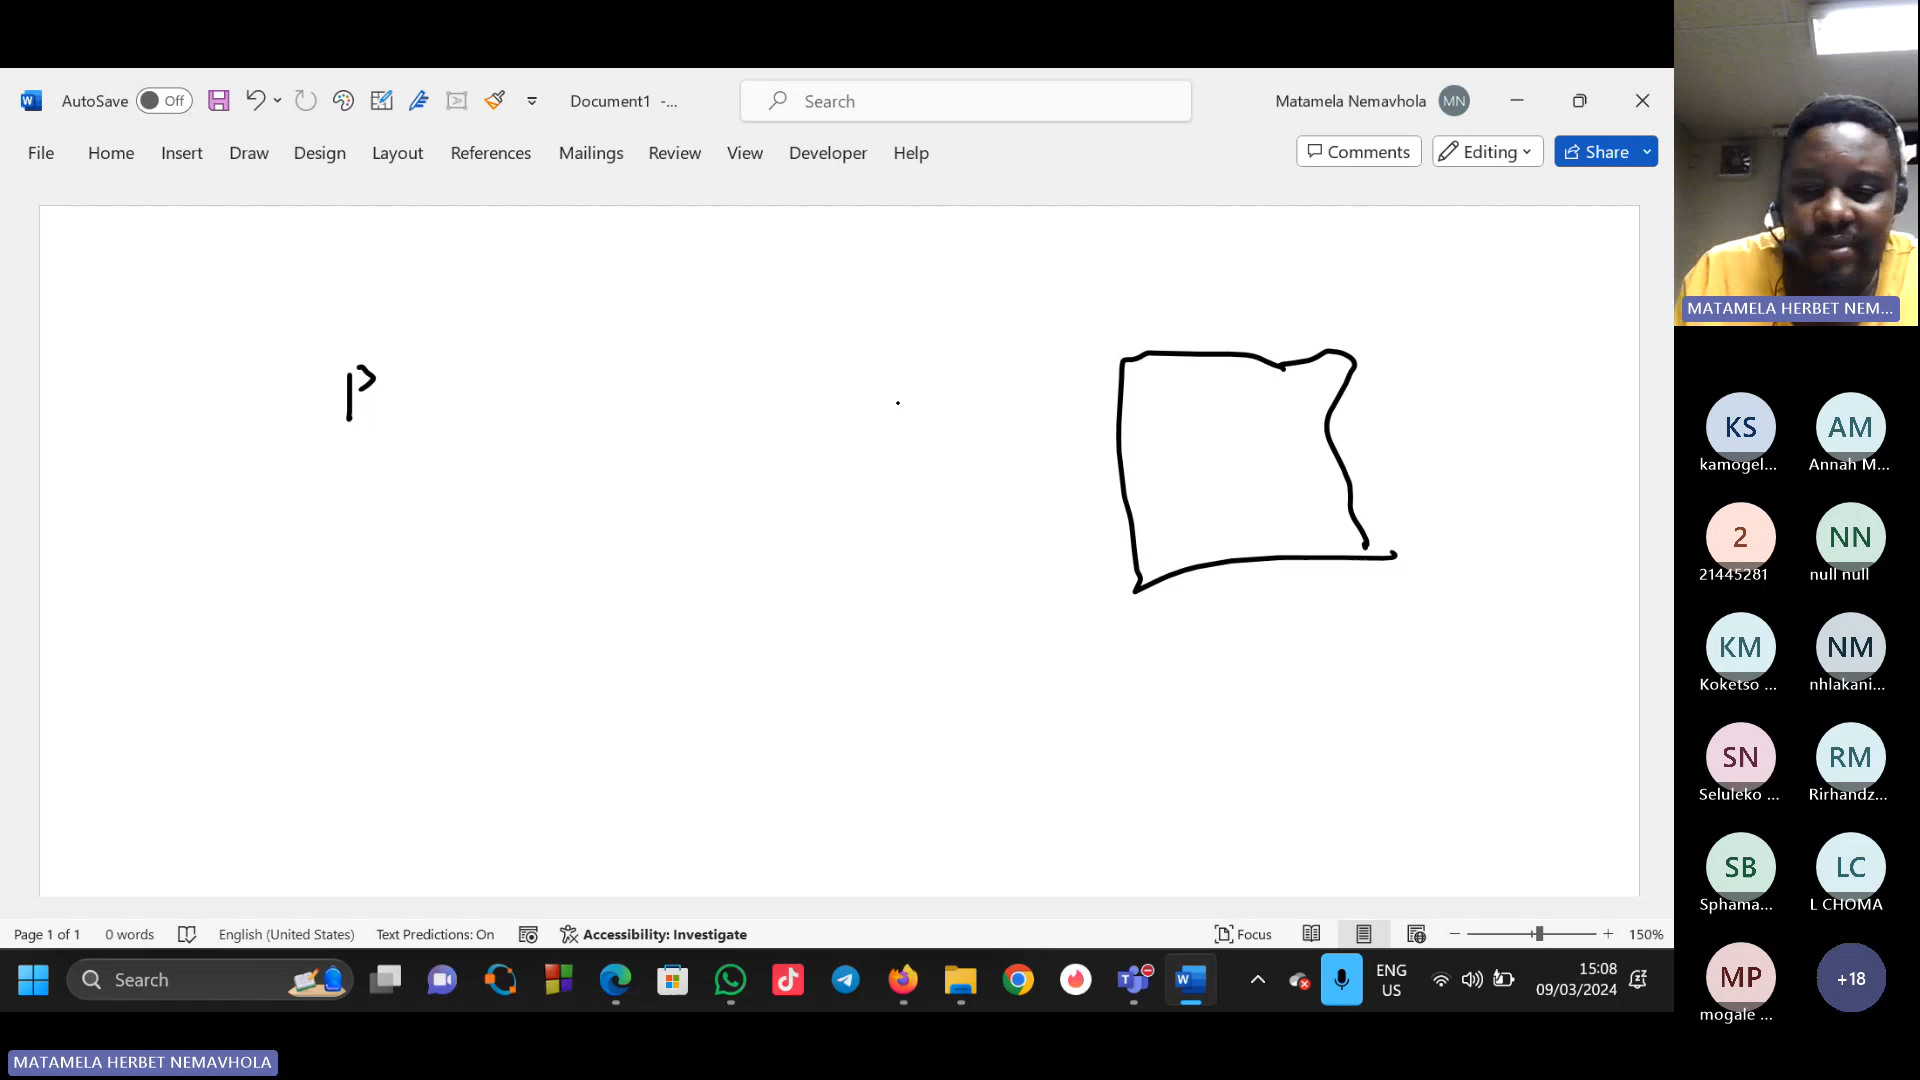 AutoSave Off Document1 -... Search Matamela Nemavhola MN
File Home Insert Draw Design Layout References Mailings Review View Developer Help Comments Editing Share
P
MATAMELA HERBET NEM...
KS AM
kamogel... Annah M...
2 NN
21445281 null null
KM NM
Koketso ... nhlakani...
SN RM
Seluleko ... Rirhandz...
SB LC
Sphama... L CHOMA
MP +18
mogale ...
Page 1 of 1 0 words English (United States) Text Predictions: On Accessibility: Investigate Focus 150%
Search ENG US 15:08 09/03/2024
MATAMELA HERBET NEMAVHOLA